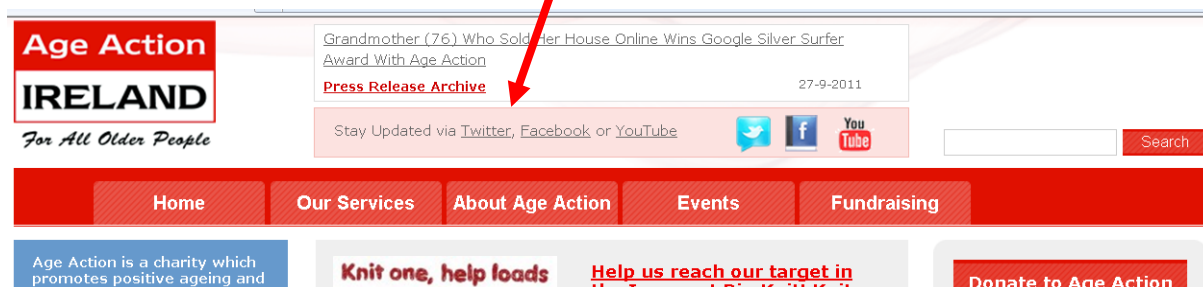 Age Action
IRELAND
For All Older People
Grandmother (76) Who Sold Her House Online Wins Google Silver Surfer
Award With Age Action
Press Release Archive 27-9-2011
Stay Updated via Twitter, Facebook or YouTube
f
You
Tube
Search
Home Our Services About Age Action Events Fundraising
Age Action is a charity which
promotes positive ageing and
Knit one, help loads
Help us reach our target in
Donate to Age Action